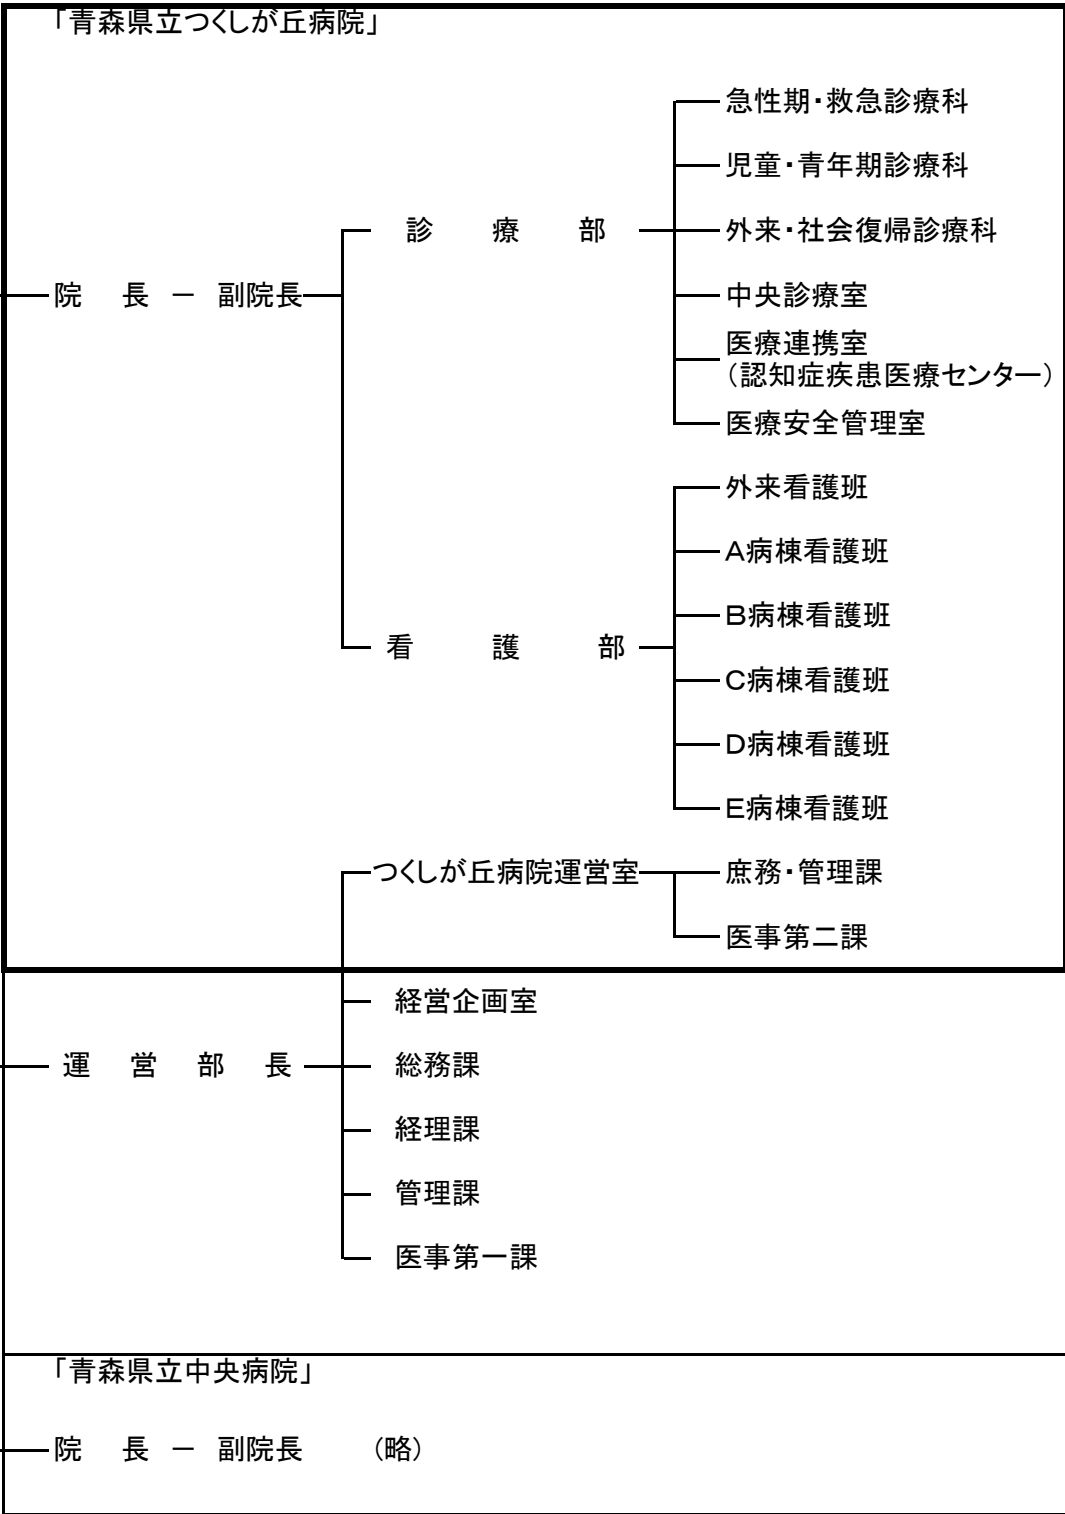 「青森県立つくしが丘病院」
急性期・救急診療科
児童・青年期診療科
診 療 部
外来・社会復帰診療科
院 長 － 副院長
中央診療室
医療連携室
（認知症疾患医療センター）
医療安全管理室
外来看護班
A病棟看護班
B病棟看護班
看 護 部
C病棟看護班
D病棟看護班
E病棟看護班
つくしが丘病院運営室
庶務・管理課
医事第二課
経営企画室
運 営 部 長
総務課
経理課
管理課
医事第一課
「青森県立中央病院」
院 長 － 副院長 （略）